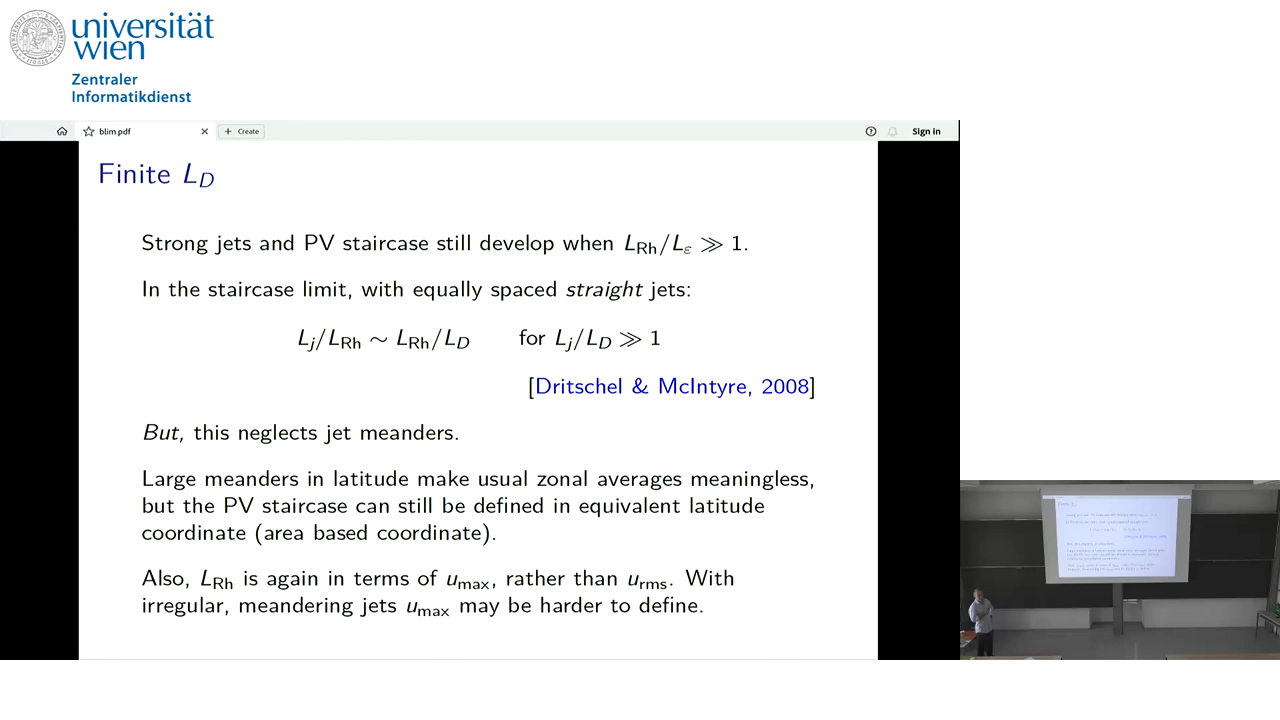 universität
wien
Zentraler
Informatikdienst
blim.pdf
+ Create
Sign in
Finite L_D
Strong jets and PV staircase still develop when L_Rh/L_ε ≫ 1.
In the staircase limit, with equally spaced straight jets:
L_j/L_Rh ∼ L_Rh/L_D for L_j/L_D ≫ 1
[Dritschel & McIntyre, 2008]
But, this neglects jet meanders.
Large meanders in latitude make usual zonal averages meaningless,
but the PV staircase can still be defined in equivalent latitude
coordinate (area based coordinate).
Also, L_Rh is again in terms of u_max, rather than u_rms. With
irregular, meandering jets u_max may be harder to define.